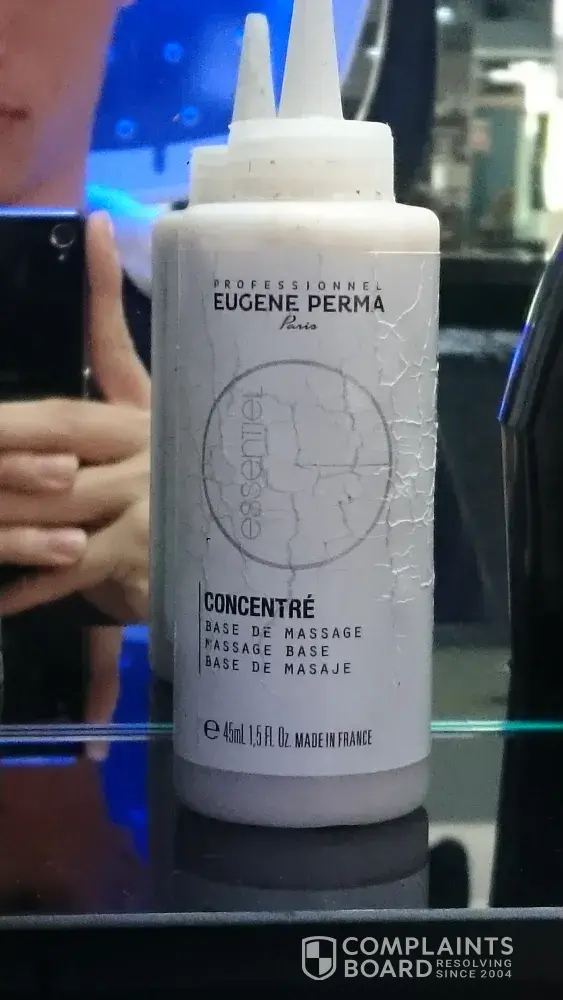 PROFESSIONNEL
EUGENE PERMA
Paris
essentiel
CONCENTRÉ
BASE DE MASSAGE
MASSAGE BASE
BASE DE MASAJE
e 45mL 1,5 Fl. Oz. MADE IN FRANCE
COMPLAINTS
BOARD RESOLVING
SINCE 2004